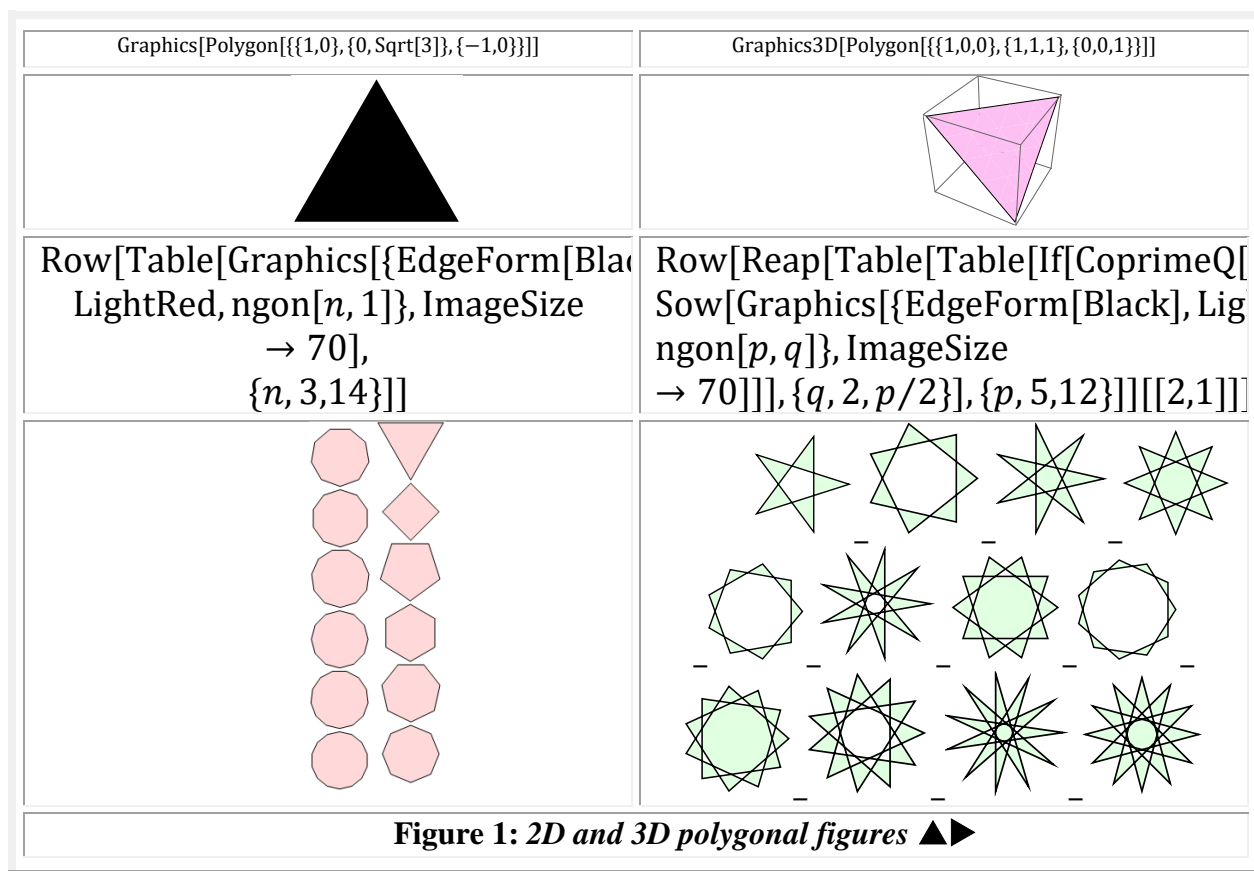 Graphics[Polygon[{{1,0}, {0, Sqrt[3]}, {−1,0}}]]
Graphics3D[Polygon[{{1,0,0}, {1,1,1}, {0,0,1}}]]
Row[Table[Graphics[{EdgeForm[Blac
LightRed, ngon[n, 1]}, ImageSize
→ 70],
{n, 3,14}]]
Row[Reap[Table[Table[If[CoprimeQ[
Sow[Graphics[{EdgeForm[Black], Lig
ngon[p, q]}, ImageSize
→ 70]]], {q, 2, p/2}], {p, 5,12}]][[2,1]]]
Figure 1: 2D and 3D polygonal figures ▲▶